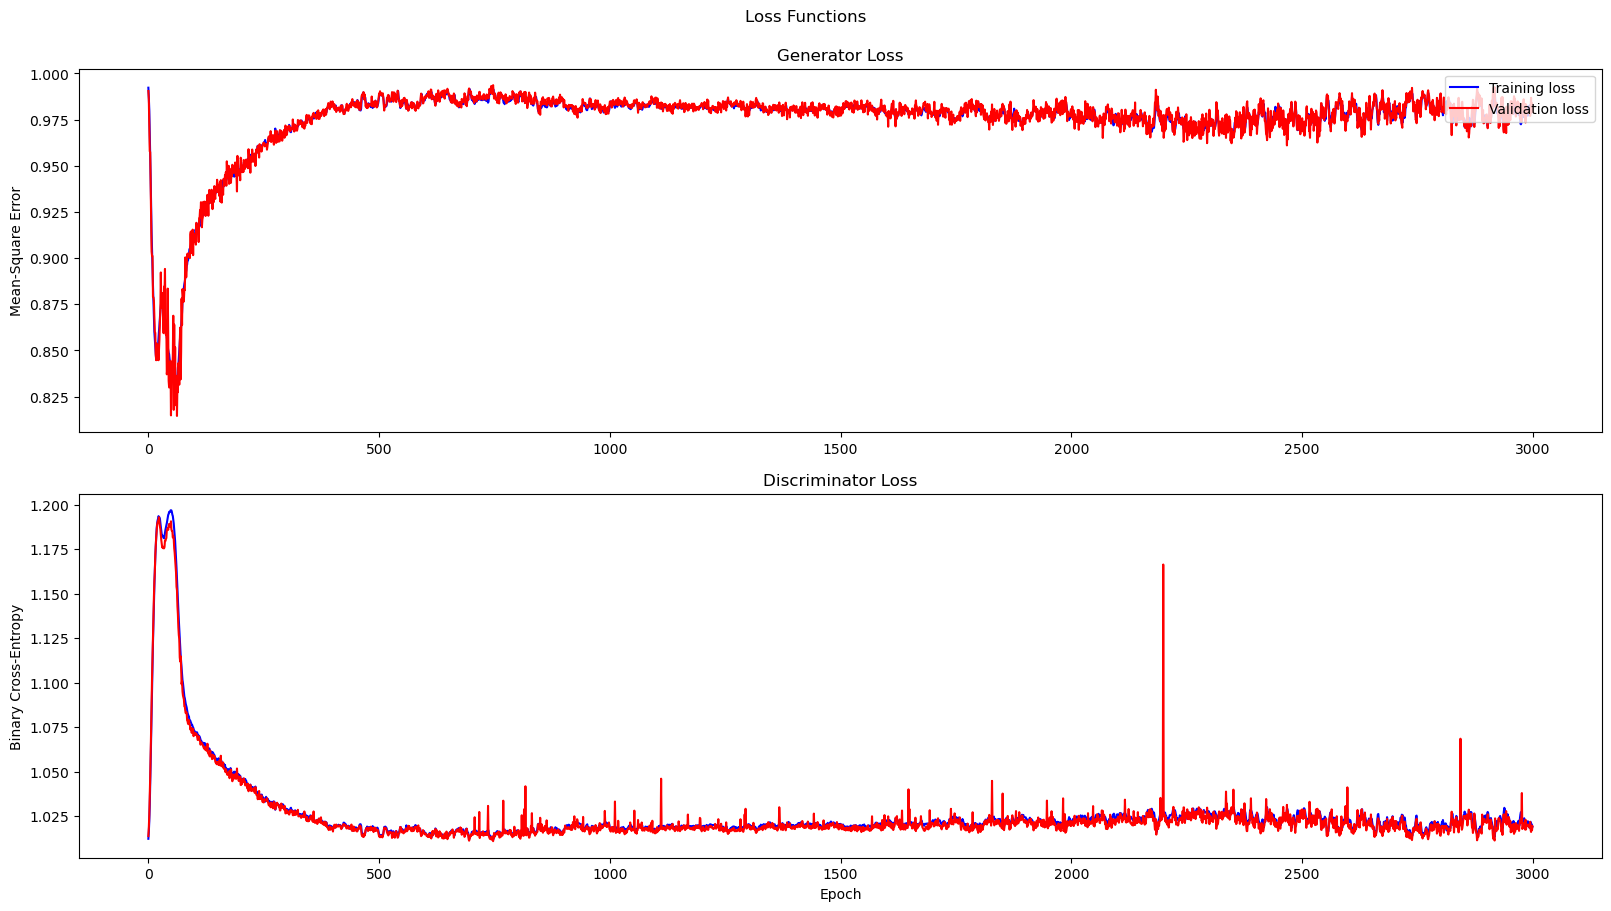 Loss Functions
Generator Loss
Mean-Square Error
1.000
0.975
0.950
0.925
0.900
0.875
0.850
0.825
Training loss
Validation loss
0 500 1000 1500 2000 2500 3000
Discriminator Loss
Binary Cross-Entropy
1.200
1.175
1.150
1.125
1.100
1.075
1.050
1.025
0 500 1000 1500 2000 2500 3000
Epoch